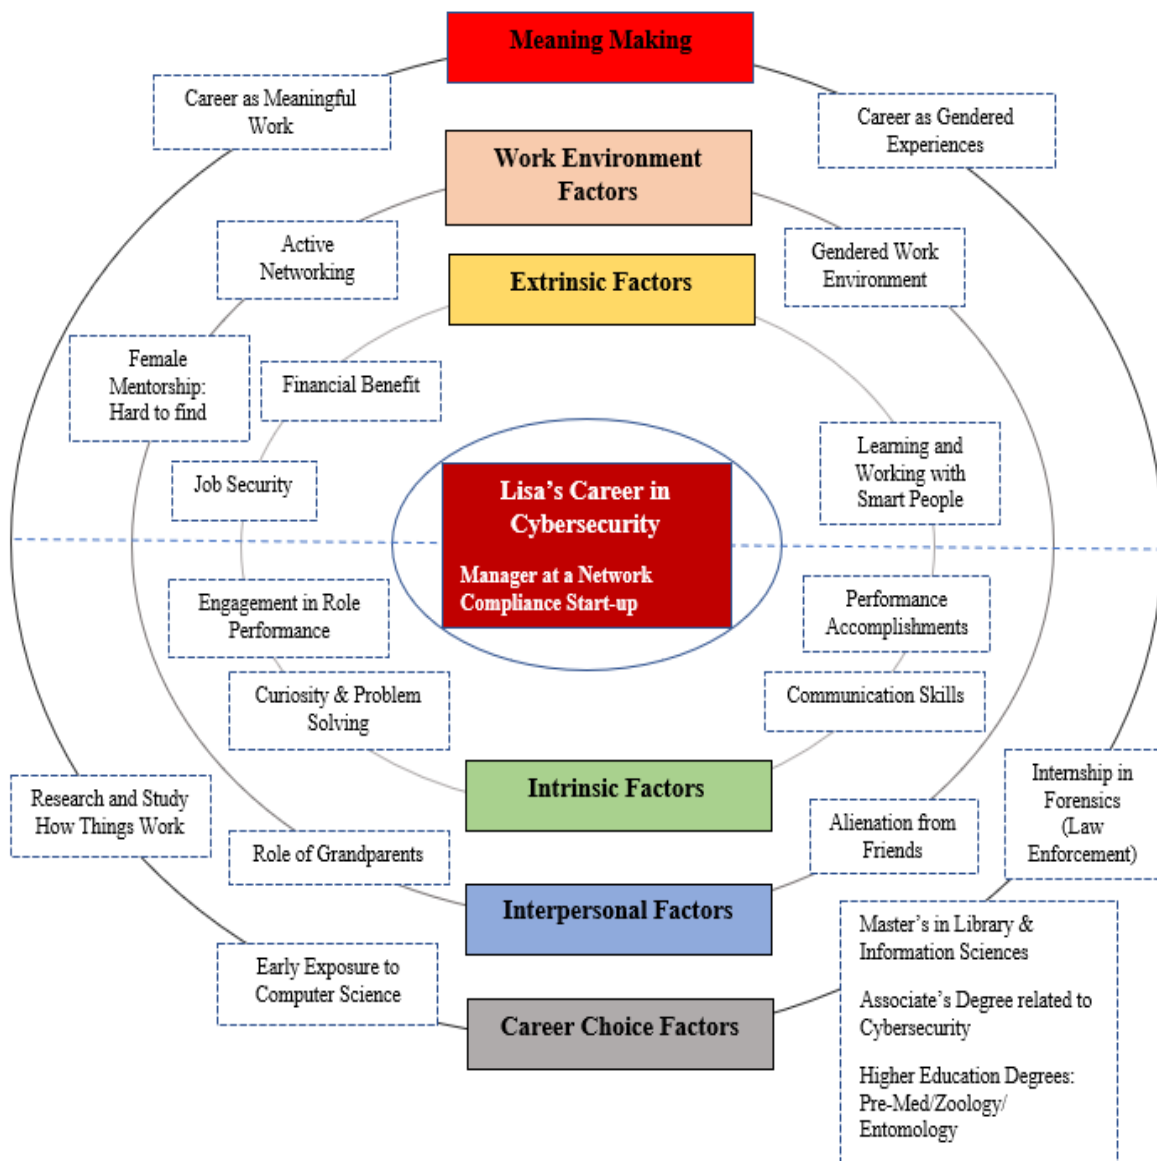 Meaning Making
Career as Meaningful
Work
Career as Gendered
Experiences
Work Environment
Factors
Active
Networking
Gendered Work
Environment
Extrinsic Factors
Female
Mentorship:
Hard to find
Financial Benefit
Learning and
Working with
Smart People
Job Security
Lisa’s Career in
Cybersecurity
Manager at a Network
Compliance Start-up
Engagement in Role
Performance
Performance
Accomplishments
Curiosity & Problem
Solving
Communication Skills
Intrinsic Factors
Research and Study
How Things Work
Internship in
Forensics
(Law
Enforcement)
Role of Grandparents
Alienation from
Friends
Interpersonal Factors
Early Exposure to
Computer Science
Career Choice Factors
Master’s in Library &
Information Sciences
Associate’s Degree related to
Cybersecurity
Higher Education Degrees:
Pre-Med/Zoology/
Entomology